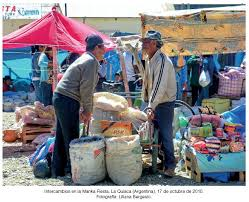 Intercambios en la Manka Fiesta, La Quiaca (Argentina), 17 de octubre de 2010.
Fotografía: Liliana Bergesio.